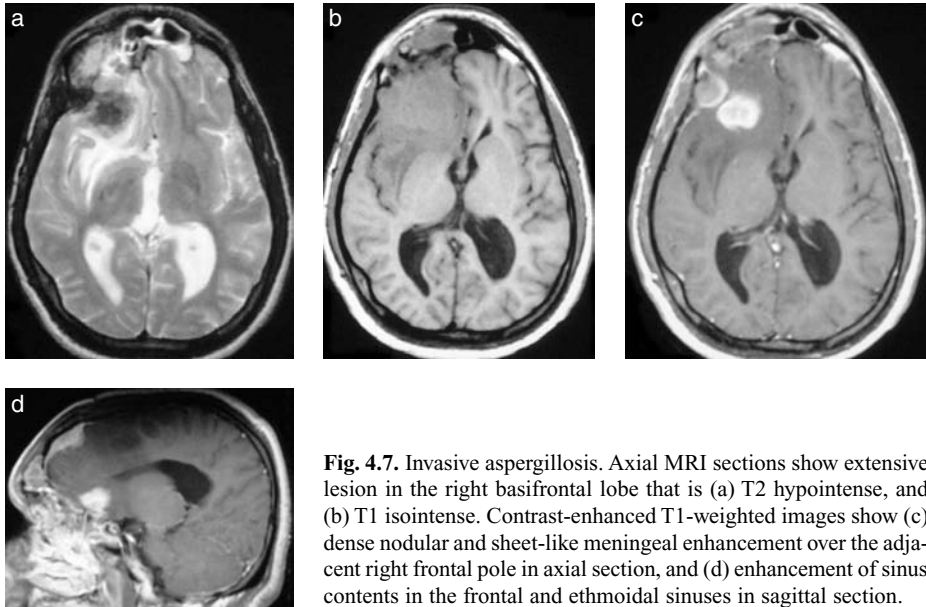 a
b
c
d
Fig. 4.7. Invasive aspergillosis. Axial MRI sections show extensive
lesion in the right basifrontal lobe that is (a) T2 hypointense, and
(b) T1 isointense. Contrast-enhanced T1-weighted images show (c)
dense nodular and sheet-like meningeal enhancement over the adja-
cent right frontal pole in axial section, and (d) enhancement of sinus
contents in the frontal and ethmoidal sinuses in sagittal section.